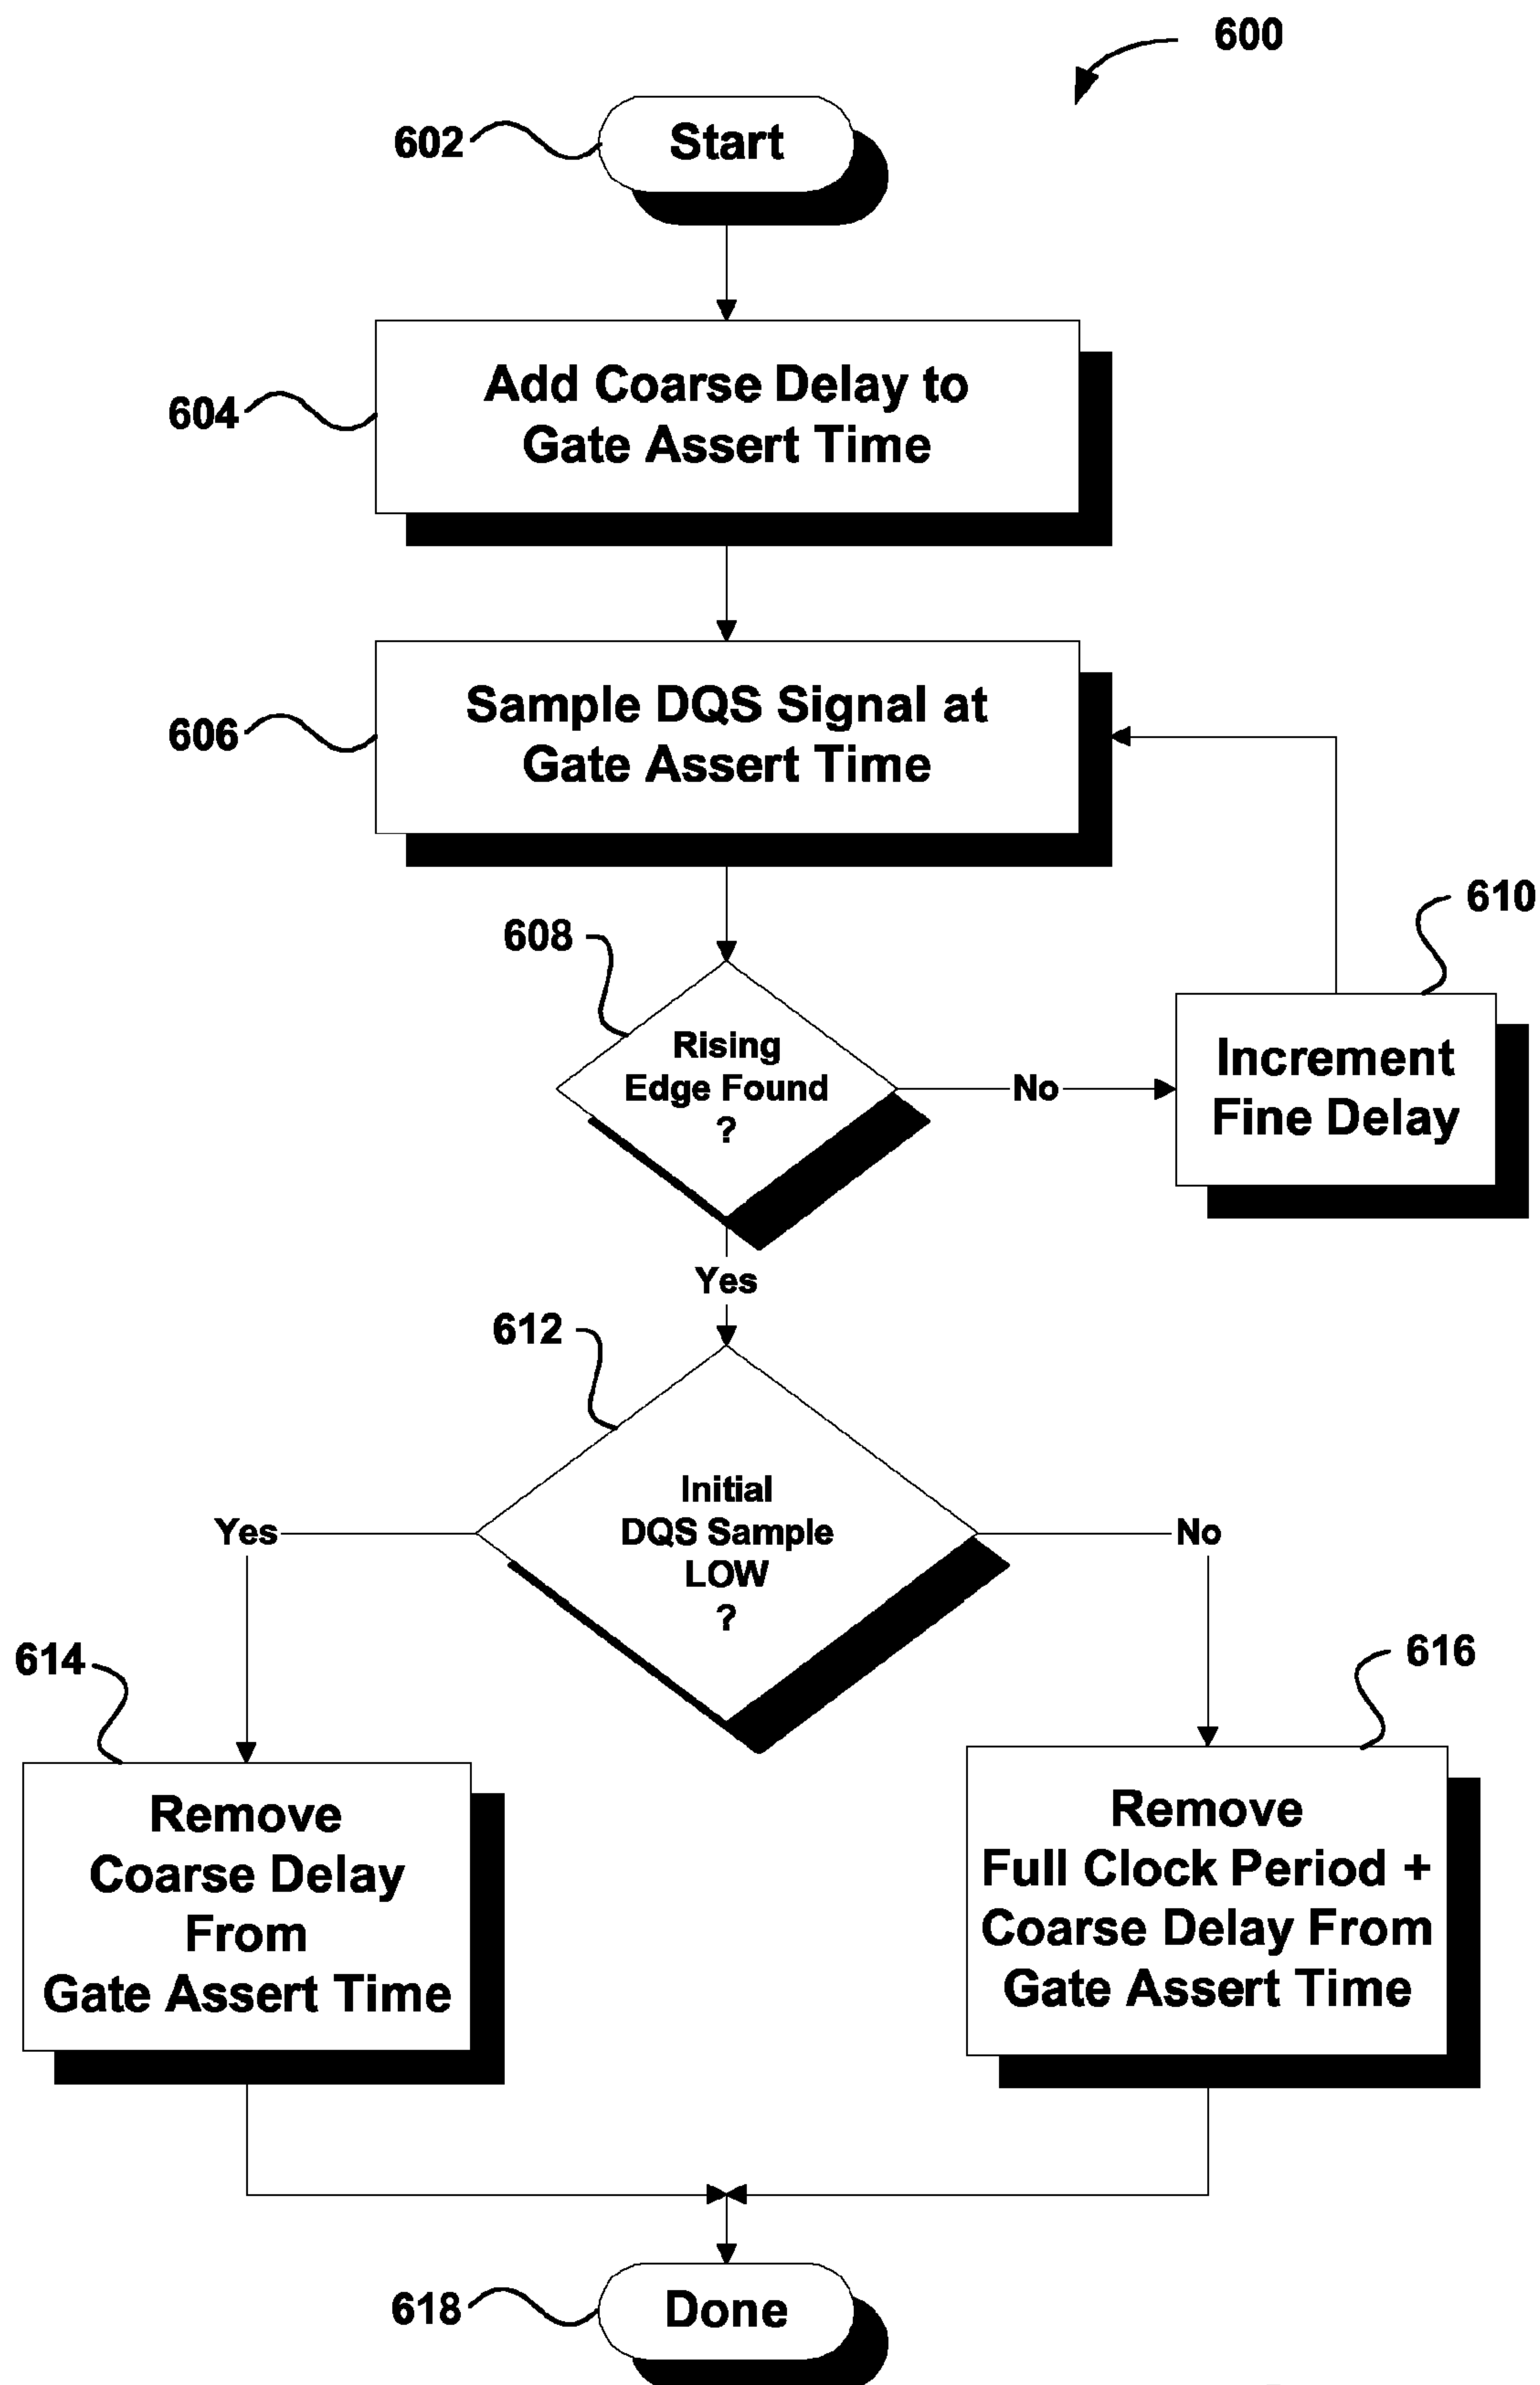 600
602
Start
604
Add Coarse Delay to
Gate Assert Time
606
Sample DQS Signal at
Gate Assert Time
608
610
Rising
Edge Found
?
No
Increment
Fine Delay
Yes
612
Initial
DQS Sample
LOW
?
Yes
No
614
616
Remove
Coarse Delay
From
Gate Assert Time
Remove
Full Clock Period +
Coarse Delay From
Gate Assert Time
618
Done